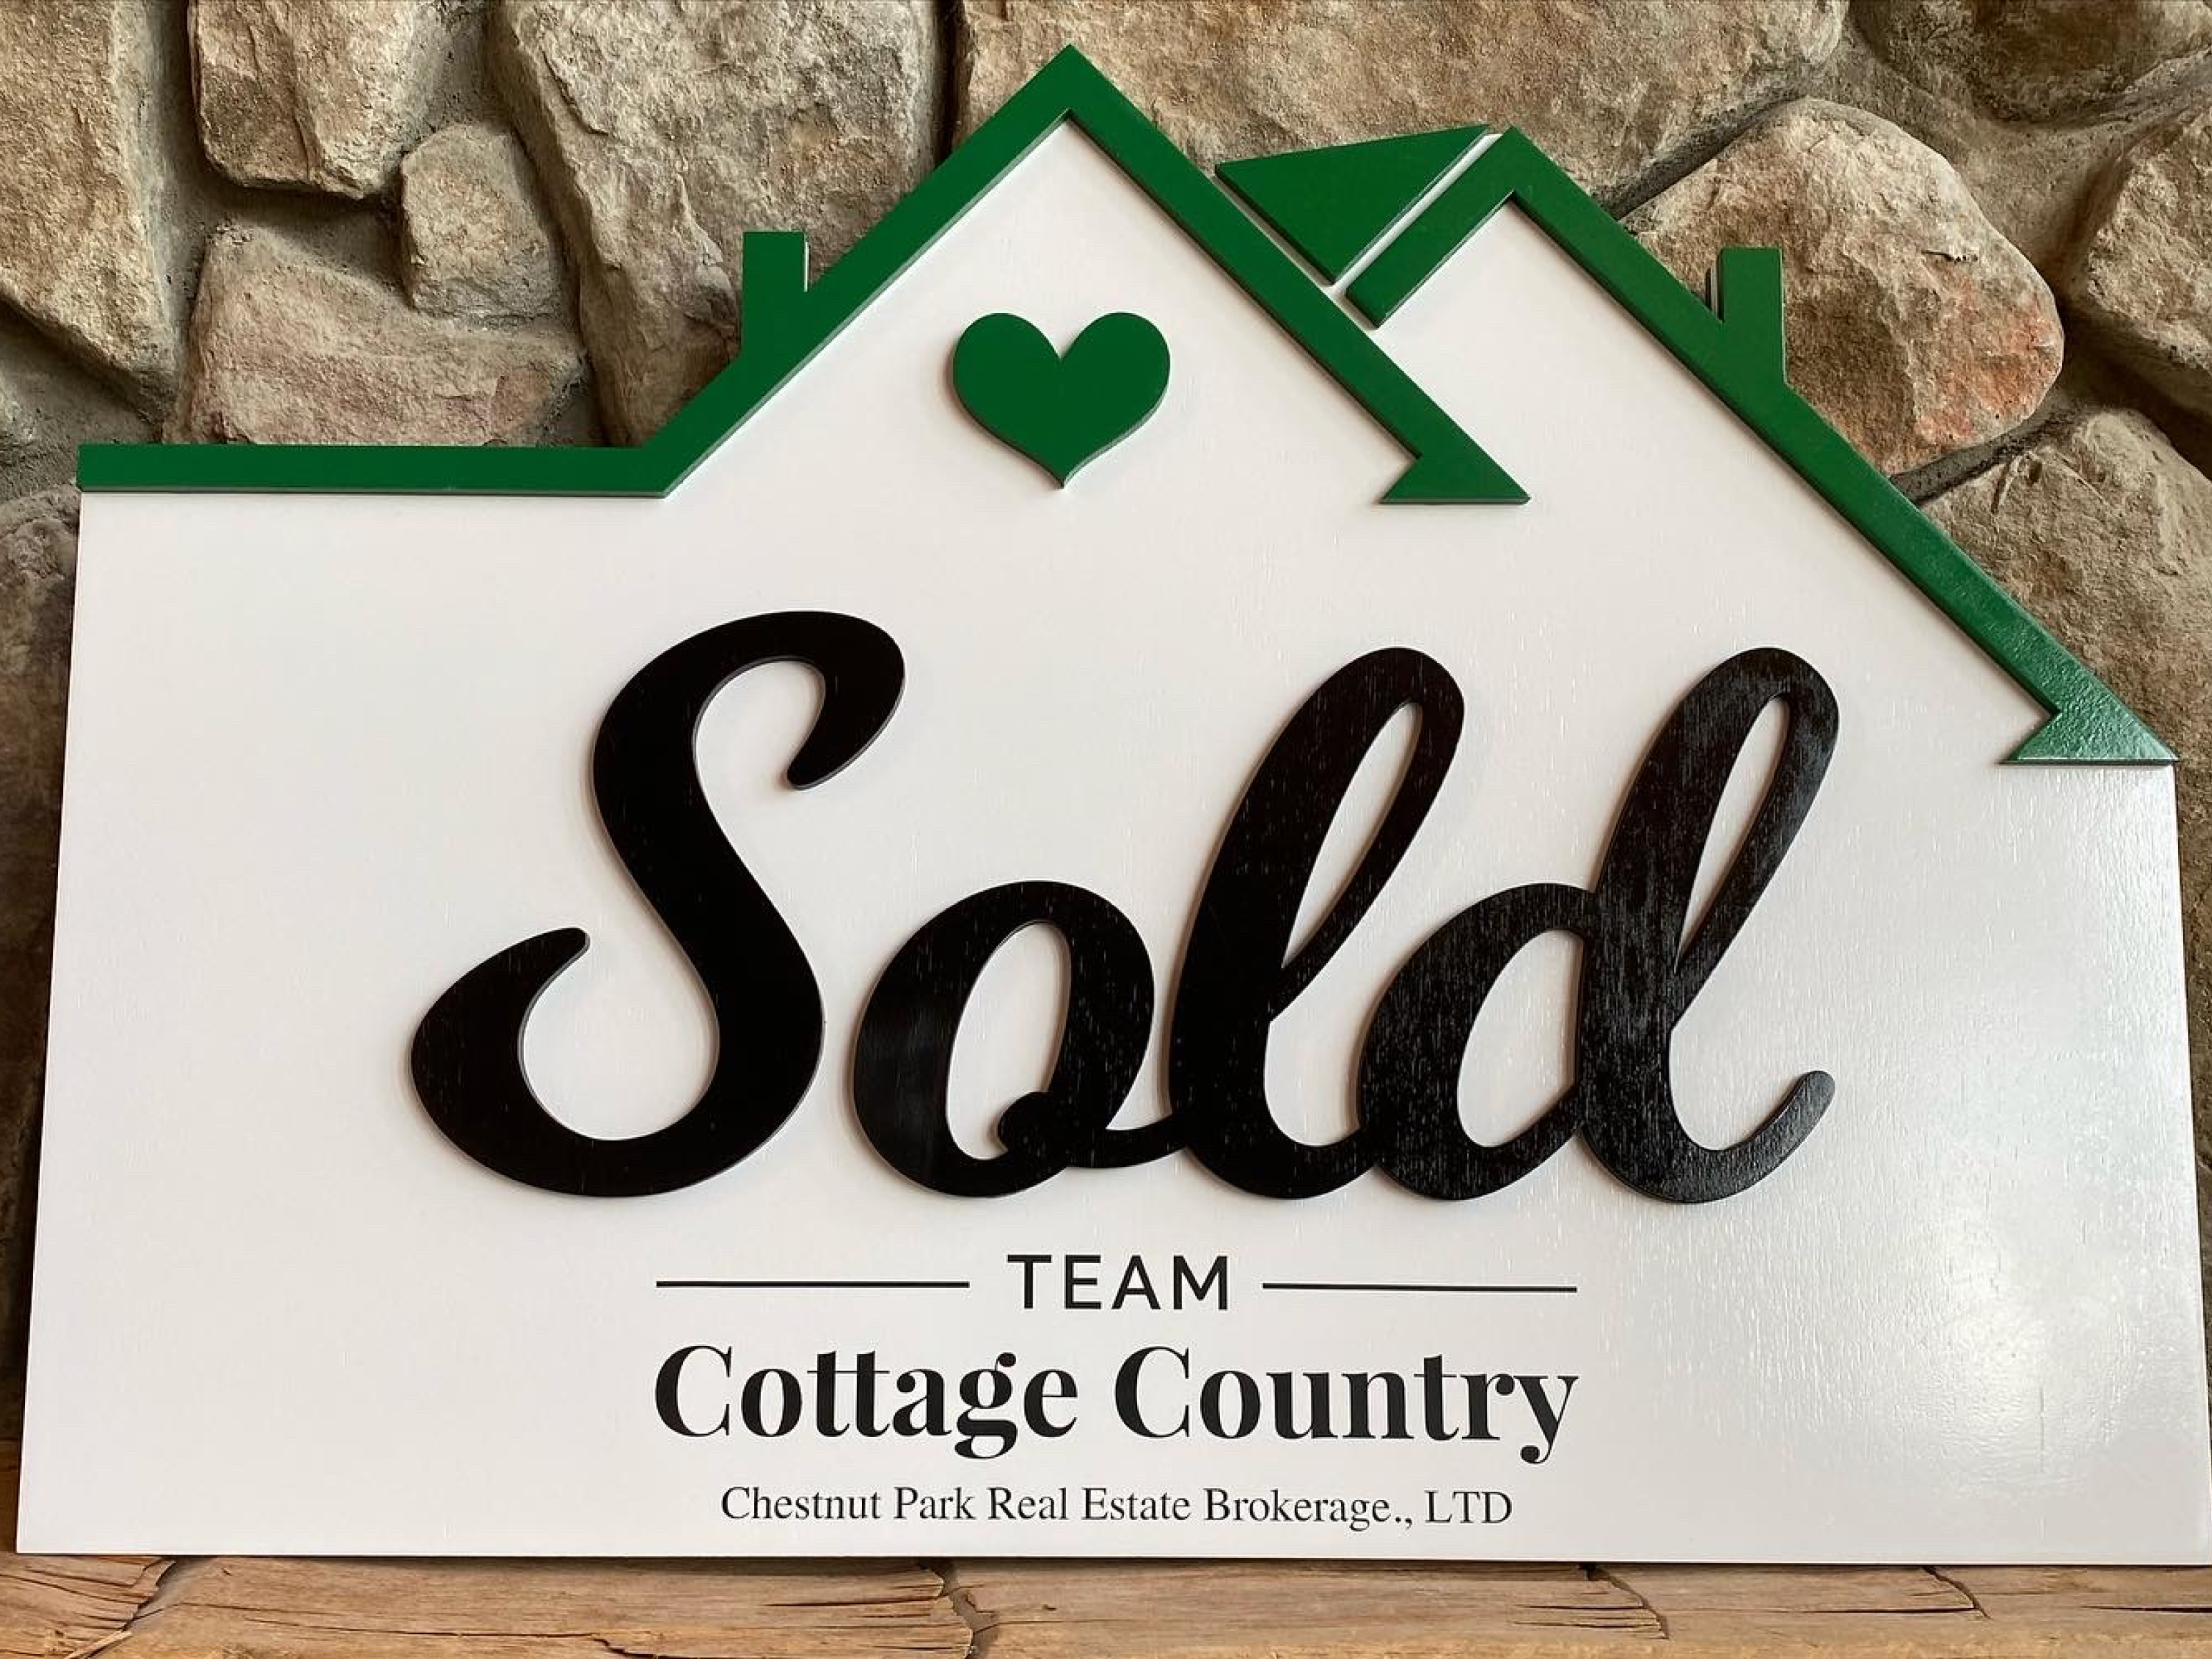 Sold
TEAM
Cottage Country
Chestnut Park Real Estate Brokerage., LTD